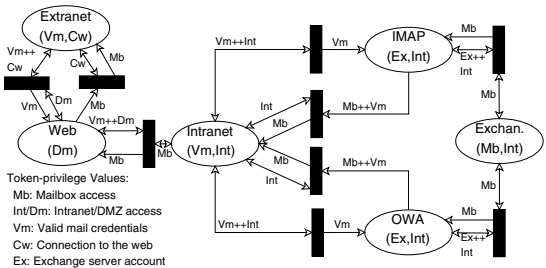 Extranet
(Vm,Cw)
Vm++
Cw
Cw
Mb
Vm
Dm
Mb
Web
(Dm)
Vm++Dm
Mb
Mb
Intranet
(Vm,Int)
Vm++Int
Vm
IMAP
(Ex,Int)
Mb
Ex++
Int
Mb
Int
Mb
Mb++Vm
Exchan.
(Mb,Int)
Mb
Int
Mb++Vm
Mb
Vm++Int
Vm
OWA
(Ex,Int)
Mb
Ex++
Int
Token-privilege Values:
Mb: Mailbox access
Int/Dm: Intranet/DMZ access
Vm: Valid mail credentials
Cw: Connection to the web
Ex: Exchange server account